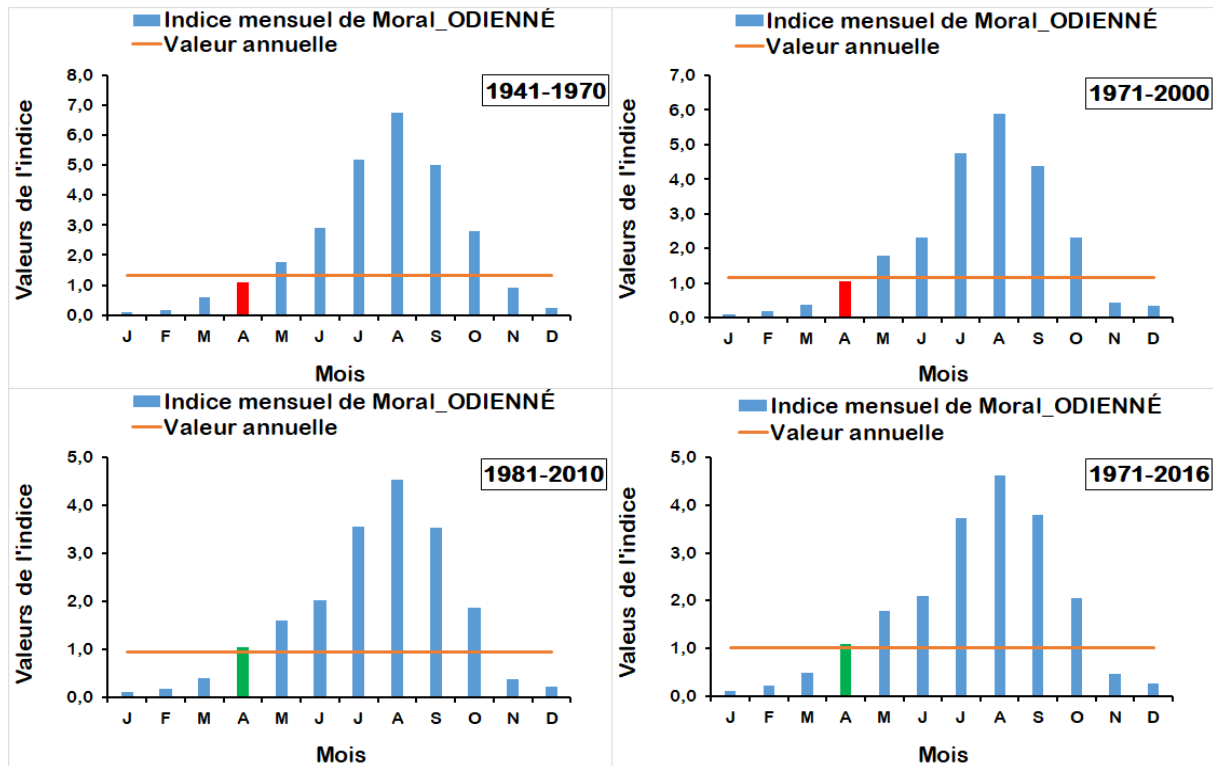 Indice mensuel de Moral_ODIENNÉ
Valeur annuelle
1941-1970
Valeurs de l'indice
8,0
7,0
6,0
5,0
4,0
3,0
2,0
1,0
0,0
J F M A M J J A S O N D
Mois
Indice mensuel de Moral_ODIENNÉ
Valeur annuelle
1971-2000
Valeurs de l'indice
7,0
6,0
5,0
4,0
3,0
2,0
1,0
0,0
J F M A M J J A S O N D
Mois
Indice mensuel de Moral_ODIENNÉ
Valeur annuelle
1981-2010
Valeurs de l'indice
5,0
4,0
3,0
2,0
1,0
0,0
J F M A M J J A S O N D
Mois
Indice mensuel de Moral_ODIENNÉ
Valeur annuelle
1971-2016
Valeus de l'indice
5,0
4,0
3,0
2,0
1,0
0,0
J F M A M J J A S O N D
Mois